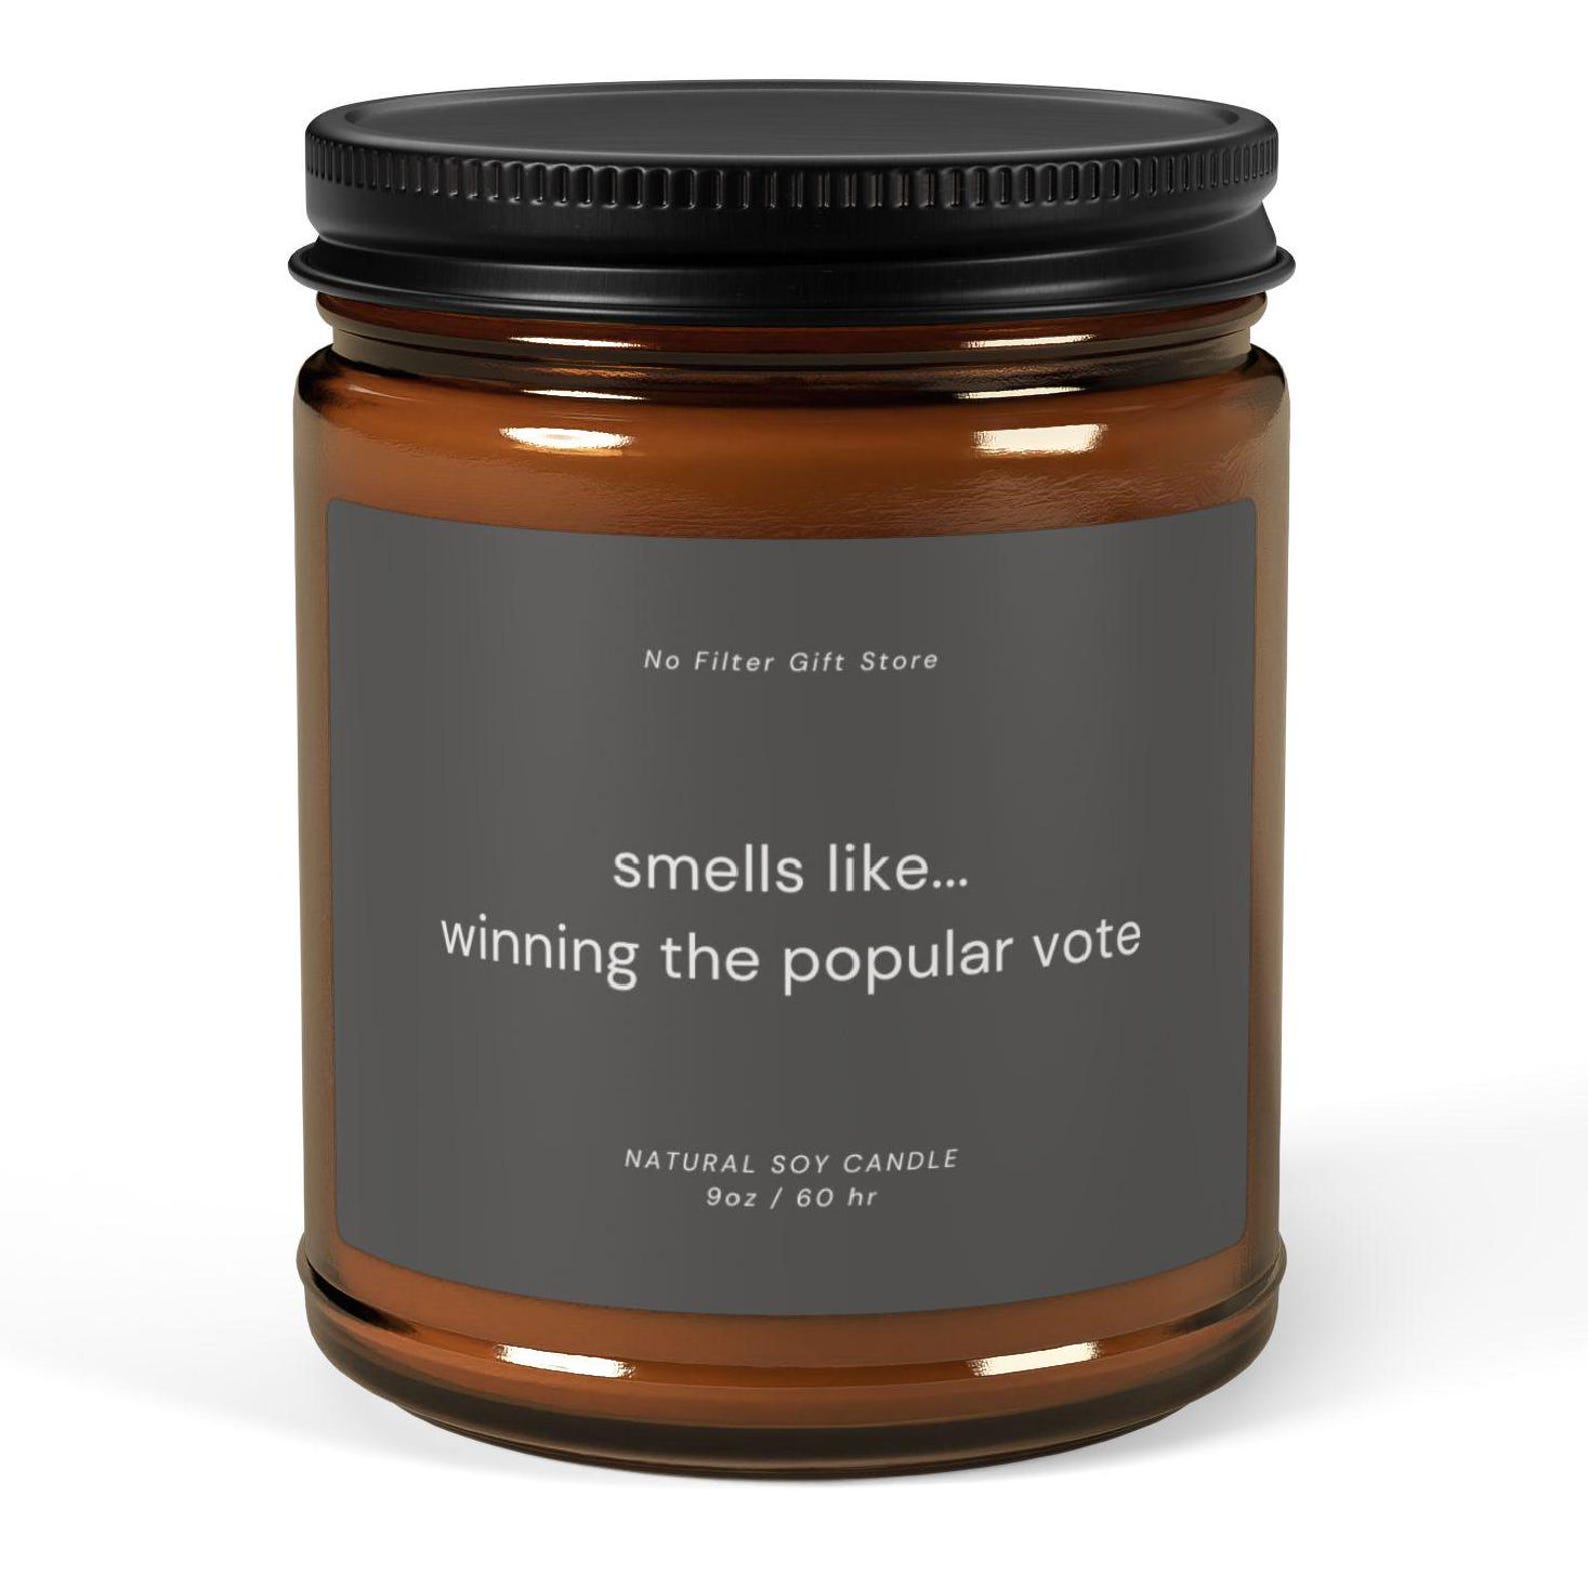 No Filter Gift Store
smells like...
winning the popular vote
NATURAL SOY CANDLE
9oz / 60 hr